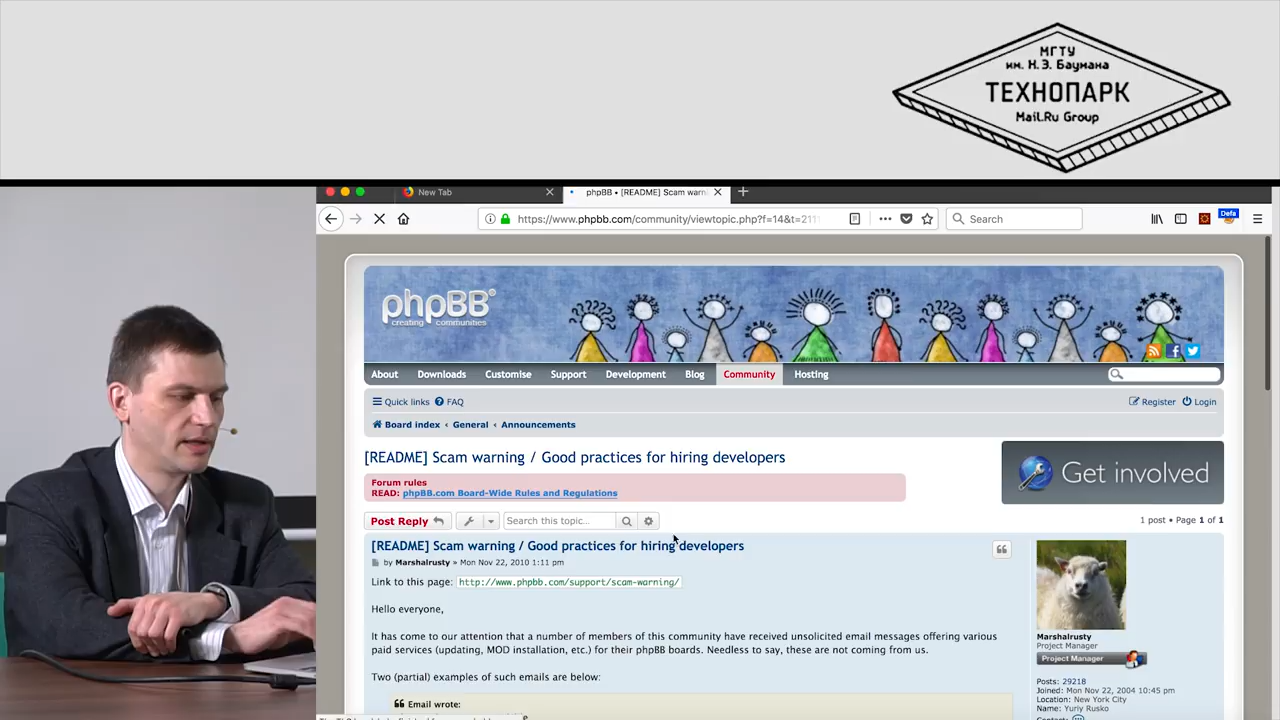 МГТУ
им. Н.Э. Баумана
ТЕХНОПАРК
Mail.Ru Group
New Tab
phpBB • [README] Scam warn
https://www.phpbb.com/community/viewtopic.php?f=14&t=211
Search
Defa
phpBB®
creating communities
About
Downloads
Customise
Support
Development
Blog
Community
Hosting
Quick links
FAQ
Register
Login
Board index ‹ General ‹ Announcements
[README] Scam warning / Good practices for hiring developers
Get involved
Forum rules
READ: phpBB.com Board-Wide Rules and Regulations
Post Reply
Search this topic...
1 post • Page 1 of 1
[README] Scam warning / Good practices for hiring developers
by Marshalrusty » Mon Nov 22, 2010 1:11 pm
Link to this page: http://www.phpbb.com/support/scam-warning/
Hello everyone,
It has come to our attention that a number of members of this community have received unsolicited email messages offering various
paid services (updating, MOD installation, etc.) for their phpBB boards. Needless to say, these are not coming from us.
Two (partial) examples of such emails are below:
Email wrote:
Marshalrusty
Project Manager
Project Manager
Posts: 29218
Joined: Mon Nov 22, 2004 10:45 pm
Location: New York City
Name: Yuriy Rusko